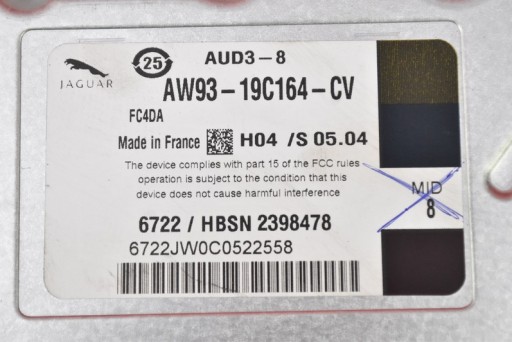 25
AUD3-8
JAGUAR
AW93-19C164-CV
FC4DA
Made in France H04 /S 05.04
The device complies with part 15 of the FCC rules
operation is subject to the condition that this
device does not cause harmful interference
MID
8
6722 / HBSN 2398478
6722JW0C0522558